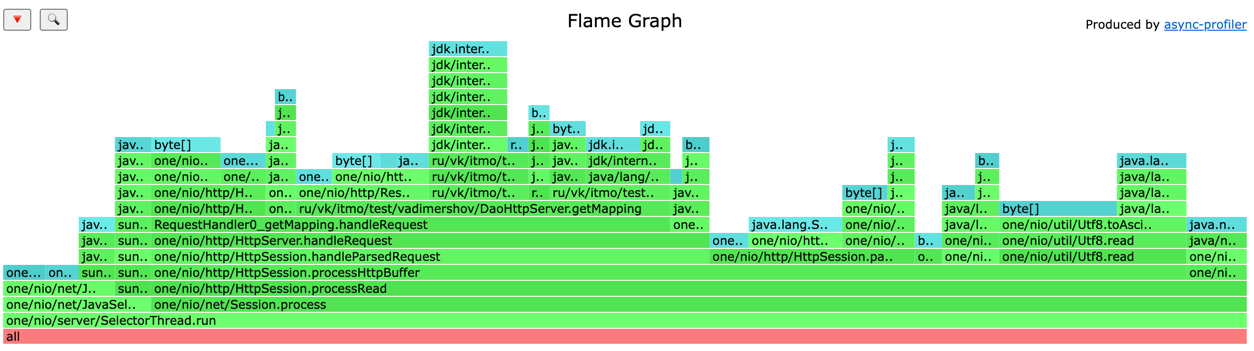 Flame Graph
Produced by async-profiler
jdk.inter..
jdk/inter..
jdk/inter..
jdk/inter..
b.. jdk/inter..
j.. jdk/inter.. b..
j.. jdk/inter.. j.. byt.. jd..
jav.. byte[] ja.. jdk/inter.. r.. j.. jav.. jdk.i.. jd.. b.. j..
jav.. one/nio.. one... ja.. byte[] ja.. ru/vk/itmo/t.. j.. jav.. jdk/intern.. j.. j.. b.. java.la..
jav.. one/nio.. one/.. ja.. one... one/nio/htt.. ru/vk/itmo/t.. j.. jav.. java/lang/.. j.. j.. j.. java/la..
jav.. one/nio/http/H.. on.. one/nio/http/Res.. ru/vk/itmo/t.. r.. ru/vk/itmo/test.. jav.. byte[] j.. ja.. j.. java/la..
jav.. one/nio/http/H.. on.. ru/vk/itmo/test/vadimershov/DaoHttpServer.getMapping jav.. one/nio/.. java/l.. byte[] java/la..
jav.. sun.. RequestHandler0_getMapping.handleRequest one.. java.lang.S.. one/nio/.. java/l.. one/nio/util/Utf8.toAsci.. java.n..
jav.. sun.. one/nio/http/HttpServer.handleRequest one.. one/nio/htt.. one/nio/.. b.. one/ni.. one/nio/util/Utf8.read java/n..
jav.. sun.. one/nio/http/HttpSession.handleParsedRequest one/nio/http/HttpSession.pa.. o.. one/ni.. one/nio/util/Utf8.read one/ni..
one... on.. sun.. sun.. one/nio/http/HttpSession.processHttpBuffer one/ni..
one/nio/net/J.. sun.. one/nio/http/HttpSession.processRead
one/nio/net/JavaSel.. one/nio/net/Session.process
one/nio/server/SelectorThread.run
all